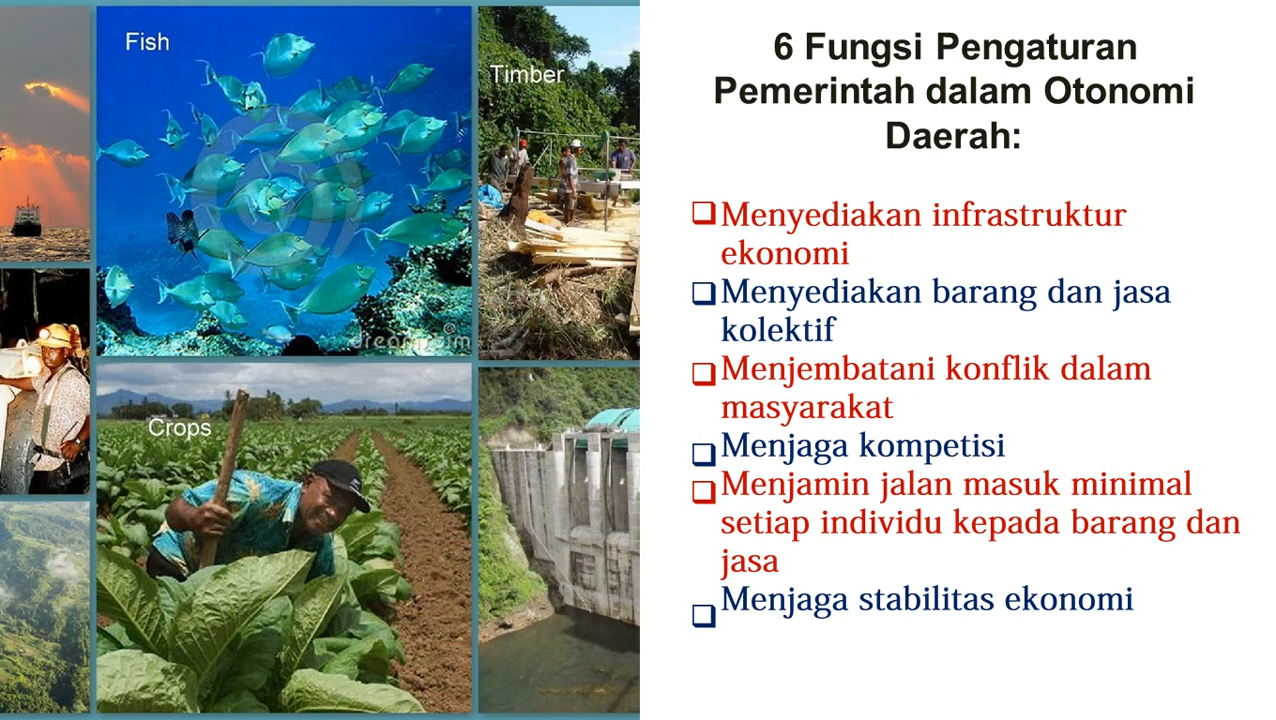 Fish
Timber
Crops
6 Fungsi Pengaturan
Pemerintah dalam Otonomi
Daerah:
Menyediakan infrastruktur
ekonomi
Menyediakan barang dan jasa
kolektif
Menjembatani konflik dalam
masyarakat
Menjaga kompetisi
Menjamin jalan masuk minimal
setiap individu kepada barang dan
jasa
Menjaga stabilitas ekonomi